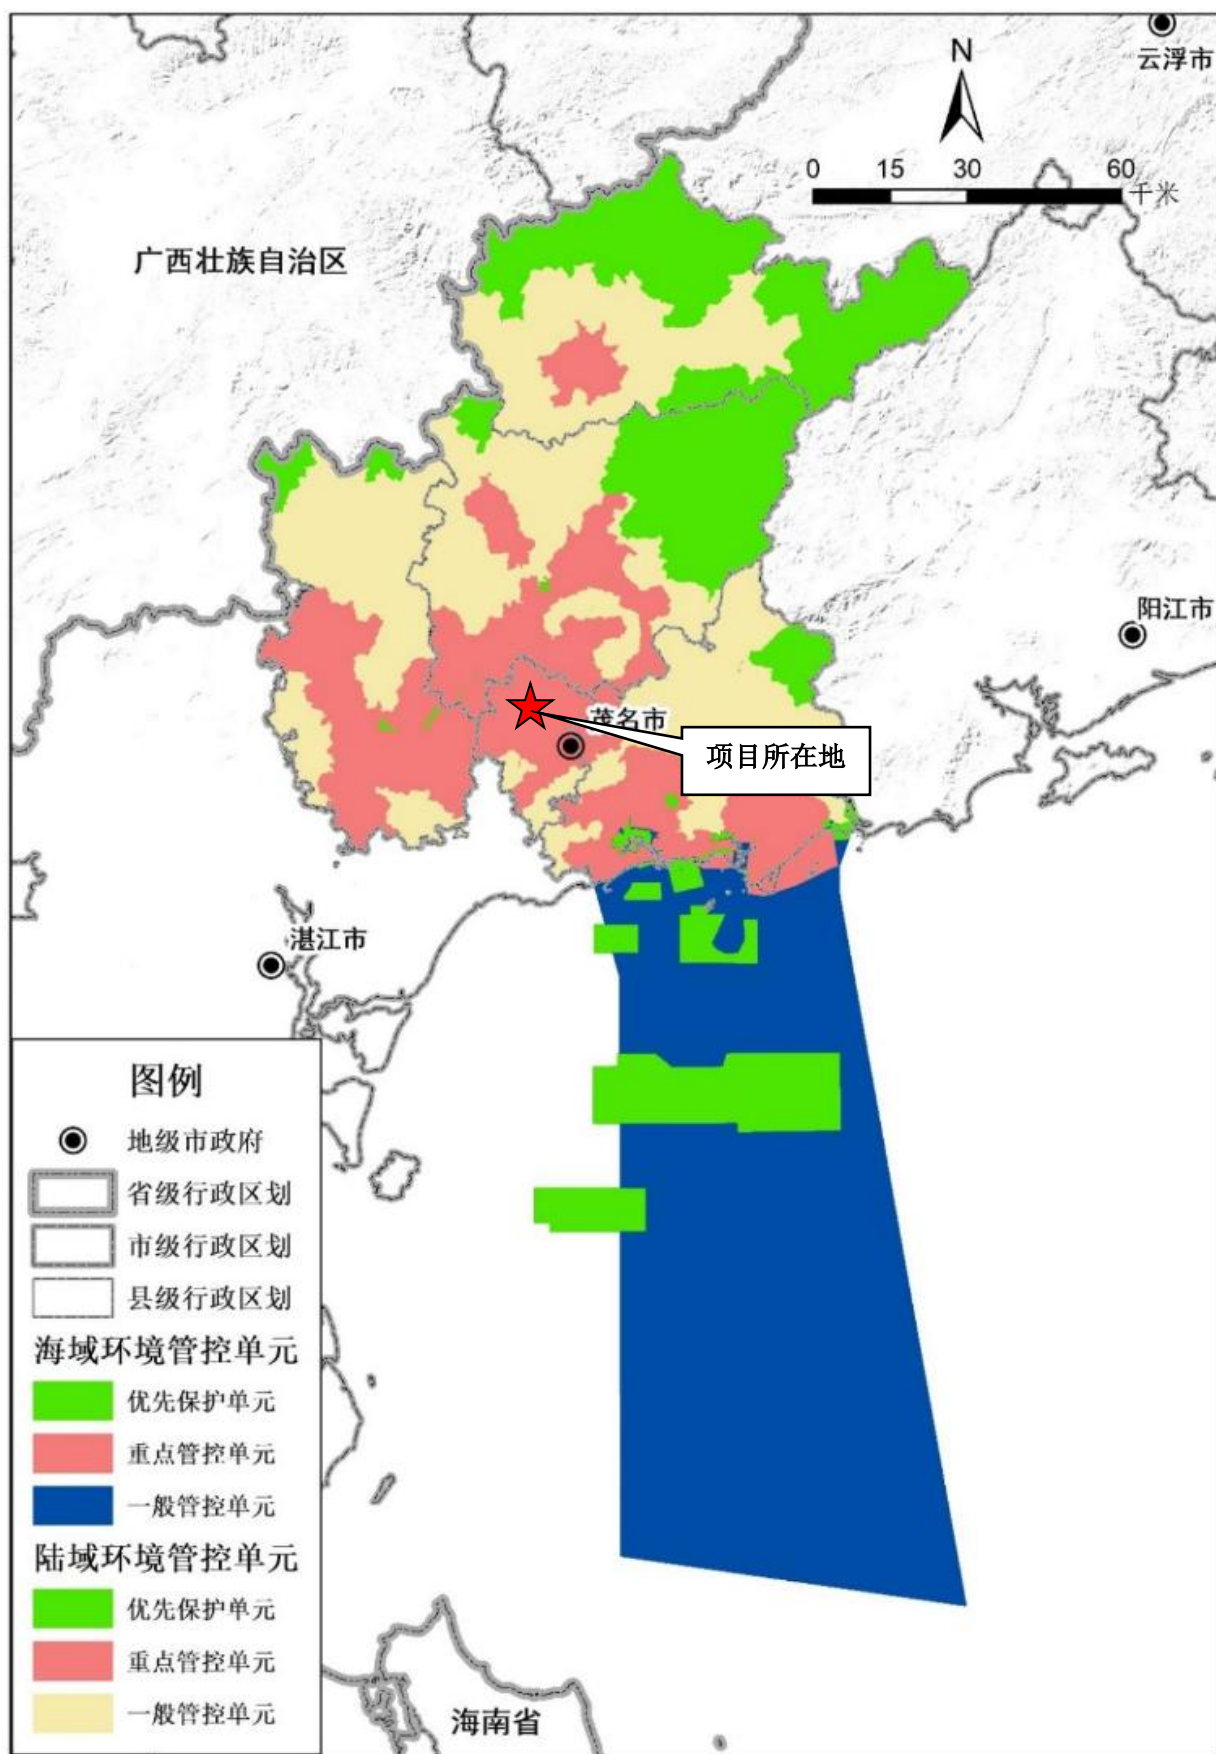 云浮市
N
0 15 30 60
千米
广西壮族自治区
阳江市
茂名市
项目所在地
湛江市
图例
地级市政府
省级行政区划
市级行政区划
县级行政区划
海域环境管控单元
优先保护单元
重点管控单元
一般管控单元
陆域环境管控单元
优先保护单元
重点管控单元
一般管控单元
海南省